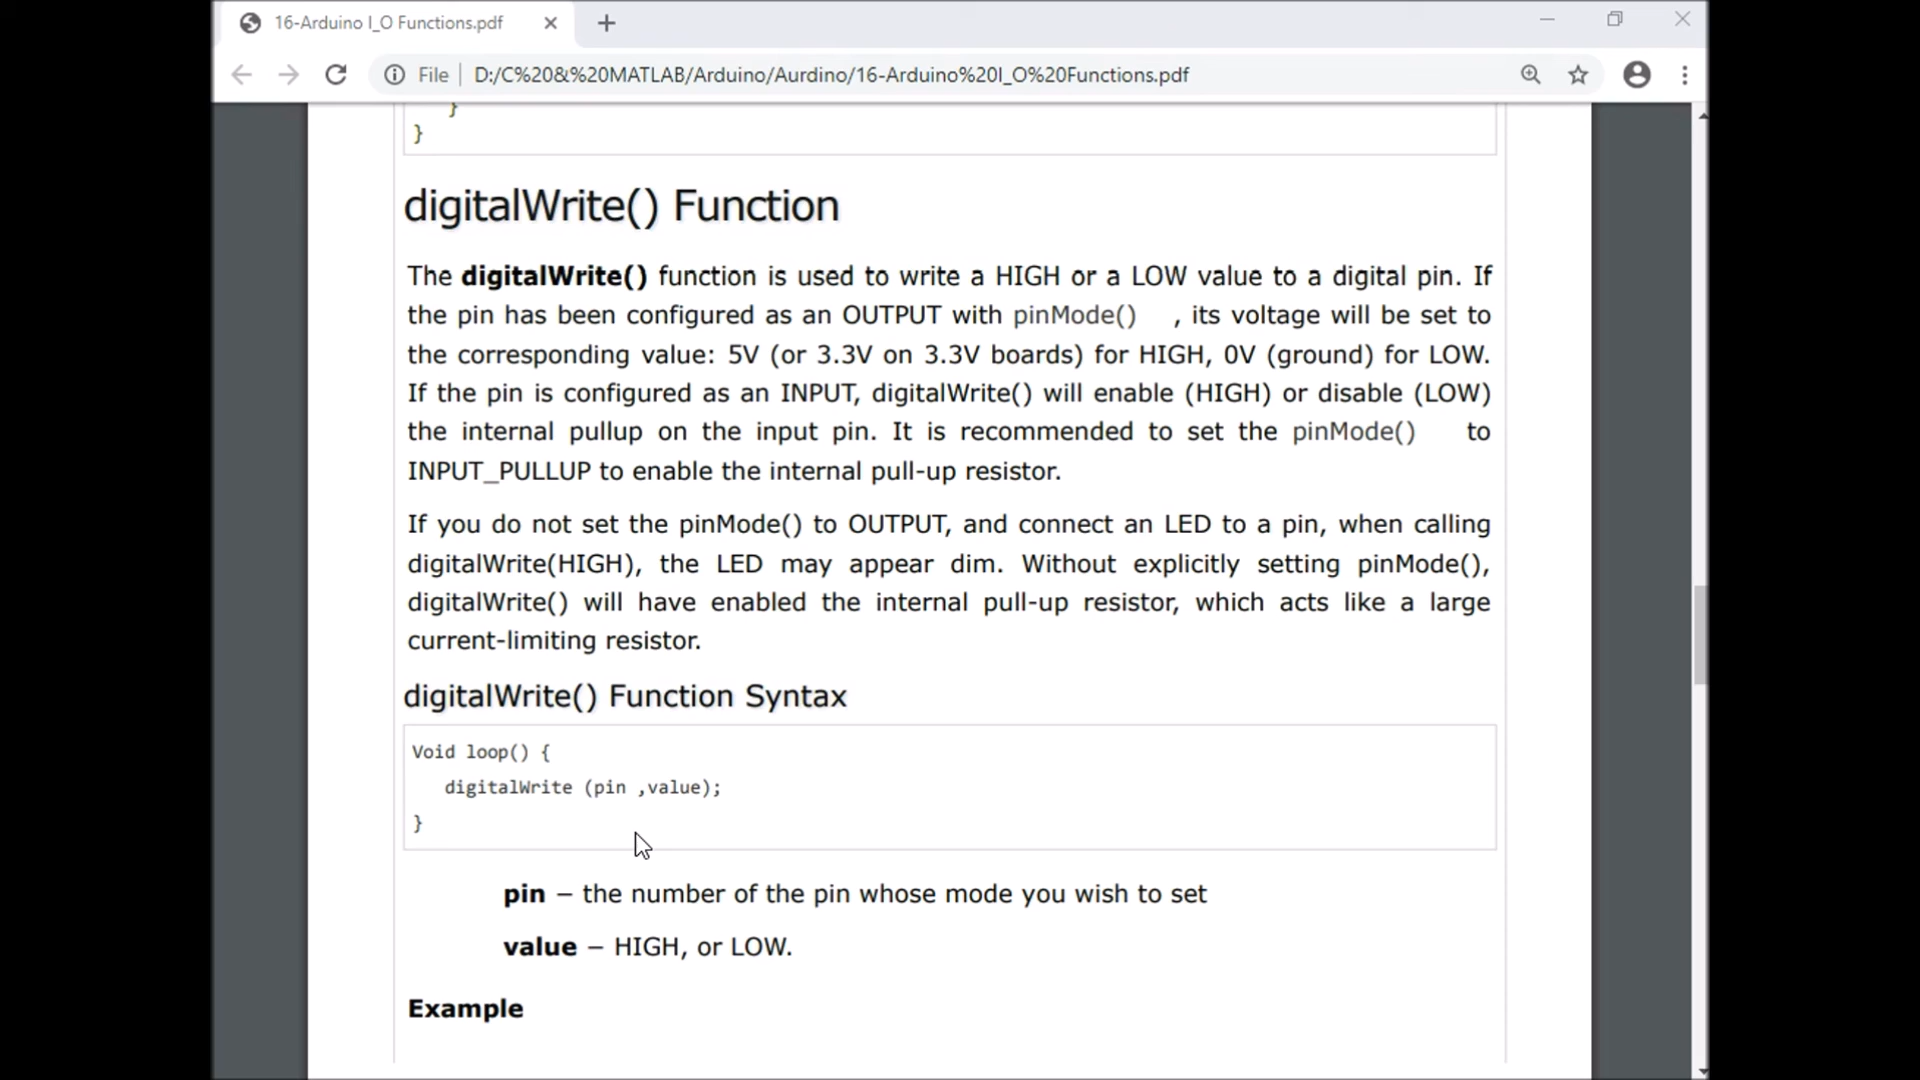 16-Arduino I_O Functions.pdf
File | D:/C%20&%20MATLAB/Arduino/Aurdino/16-Arduino%20I_O%20Functions.pdf
}
}
digitalWrite() Function
The digitalWrite() function is used to write a HIGH or a LOW value to a digital pin. If
the pin has been configured as an OUTPUT with pinMode() , its voltage will be set to
the corresponding value: 5V (or 3.3V on 3.3V boards) for HIGH, 0V (ground) for LOW.
If the pin is configured as an INPUT, digitalWrite() will enable (HIGH) or disable (LOW)
the internal pullup on the input pin. It is recommended to set the pinMode() to
INPUT_PULLUP to enable the internal pull-up resistor.
If you do not set the pinMode() to OUTPUT, and connect an LED to a pin, when calling
digitalWrite(HIGH), the LED may appear dim. Without explicitly setting pinMode(),
digitalWrite() will have enabled the internal pull-up resistor, which acts like a large
current-limiting resistor.
digitalWrite() Function Syntax
Void loop() {
digitalWrite (pin ,value);
}
pin − the number of the pin whose mode you wish to set
value − HIGH, or LOW.
Example